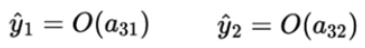 ŷ₁ = O(a₃₁) ŷ₂ = O(a₃₂)